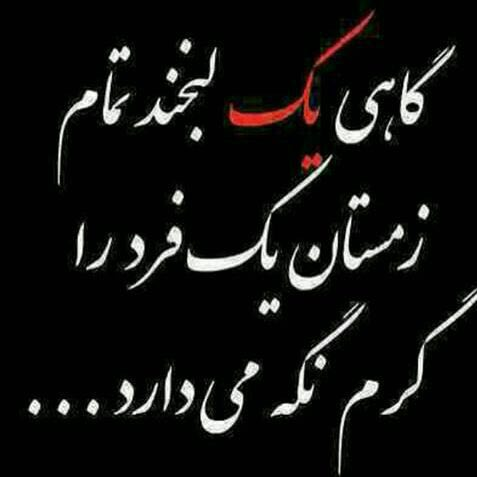 گاهی یک لبخند تمام
زمستان یک فرد را
گرم نگه می دارد...